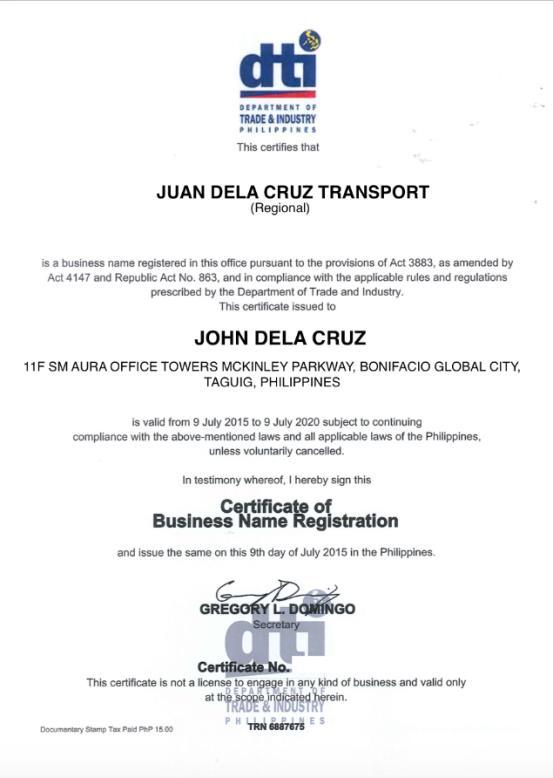 dti
DEPARTMENT OF
TRADE & INDUSTRY
PHILIPPINES
This certifies that
JUAN DELA CRUZ TRANSPORT
(Regional)
is a business name registered in this office pursuant to the provisions of Act 3883, as amended by
Act 4147 and Republic Act No. 863, and in compliance with the applicable rules and regulations
prescribed by the Department of Trade and Industry.
This certificate issued to
JOHN DELA CRUZ
11F SM AURA OFFICE TOWERS MCKINLEY PARKWAY, BONIFACIO GLOBAL CITY,
TAGUIG, PHILIPPINES
is valid from 9 July 2015 to 9 July 2020 subject to continuing
compliance with the above-mentioned laws and all applicable laws of the Philippines,
unless voluntarily cancelled.
In testimony whereof, I hereby sign this
Certificate of
Business Name Registration
and issue the same on this 9th day of July 2015 in the Philippines.
GREGORY L. DOMINGO
Secretary
dti
Certificate No.
This certificate is not a license to engage in any kind of business and valid only
DEPARTMENT OF
at the scope indicated herein.
TRADE & INDUSTRY
PHILIPPINES
TRN 6887675
Documentary Stamp Tax Paid PhP 15.00